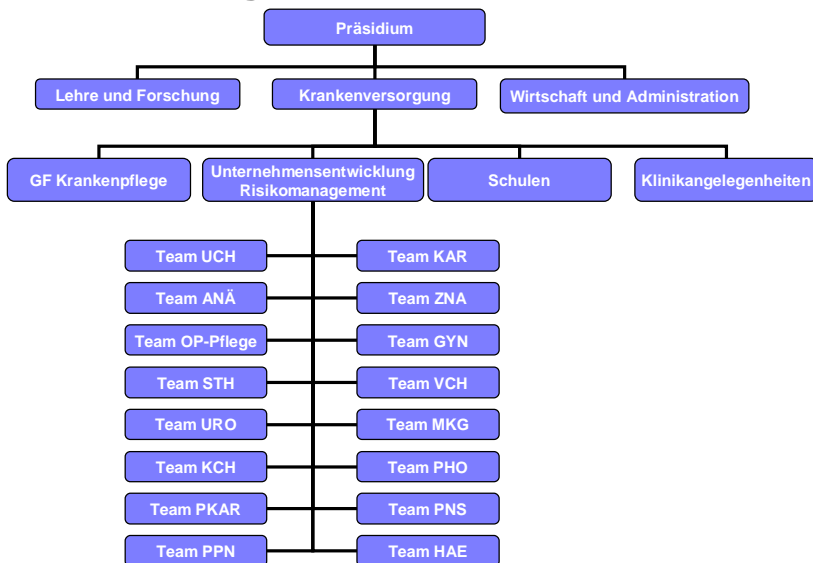 Präsidium
Lehre und Forschung
Krankenversorgung
Wirtschaft und Administration
GF Krankenpflege
Unternehmensentwicklung
Risikomanagement
Schulen
Klinikangelegenheiten
Team UCH
Team KAR
Team ANÄ
Team ZNA
Team OP-Pflege
Team GYN
Team STH
Team VCH
Team URO
Team MKG
Team KCH
Team PHO
Team PKAR
Team PNS
Team PPN
Team HAE